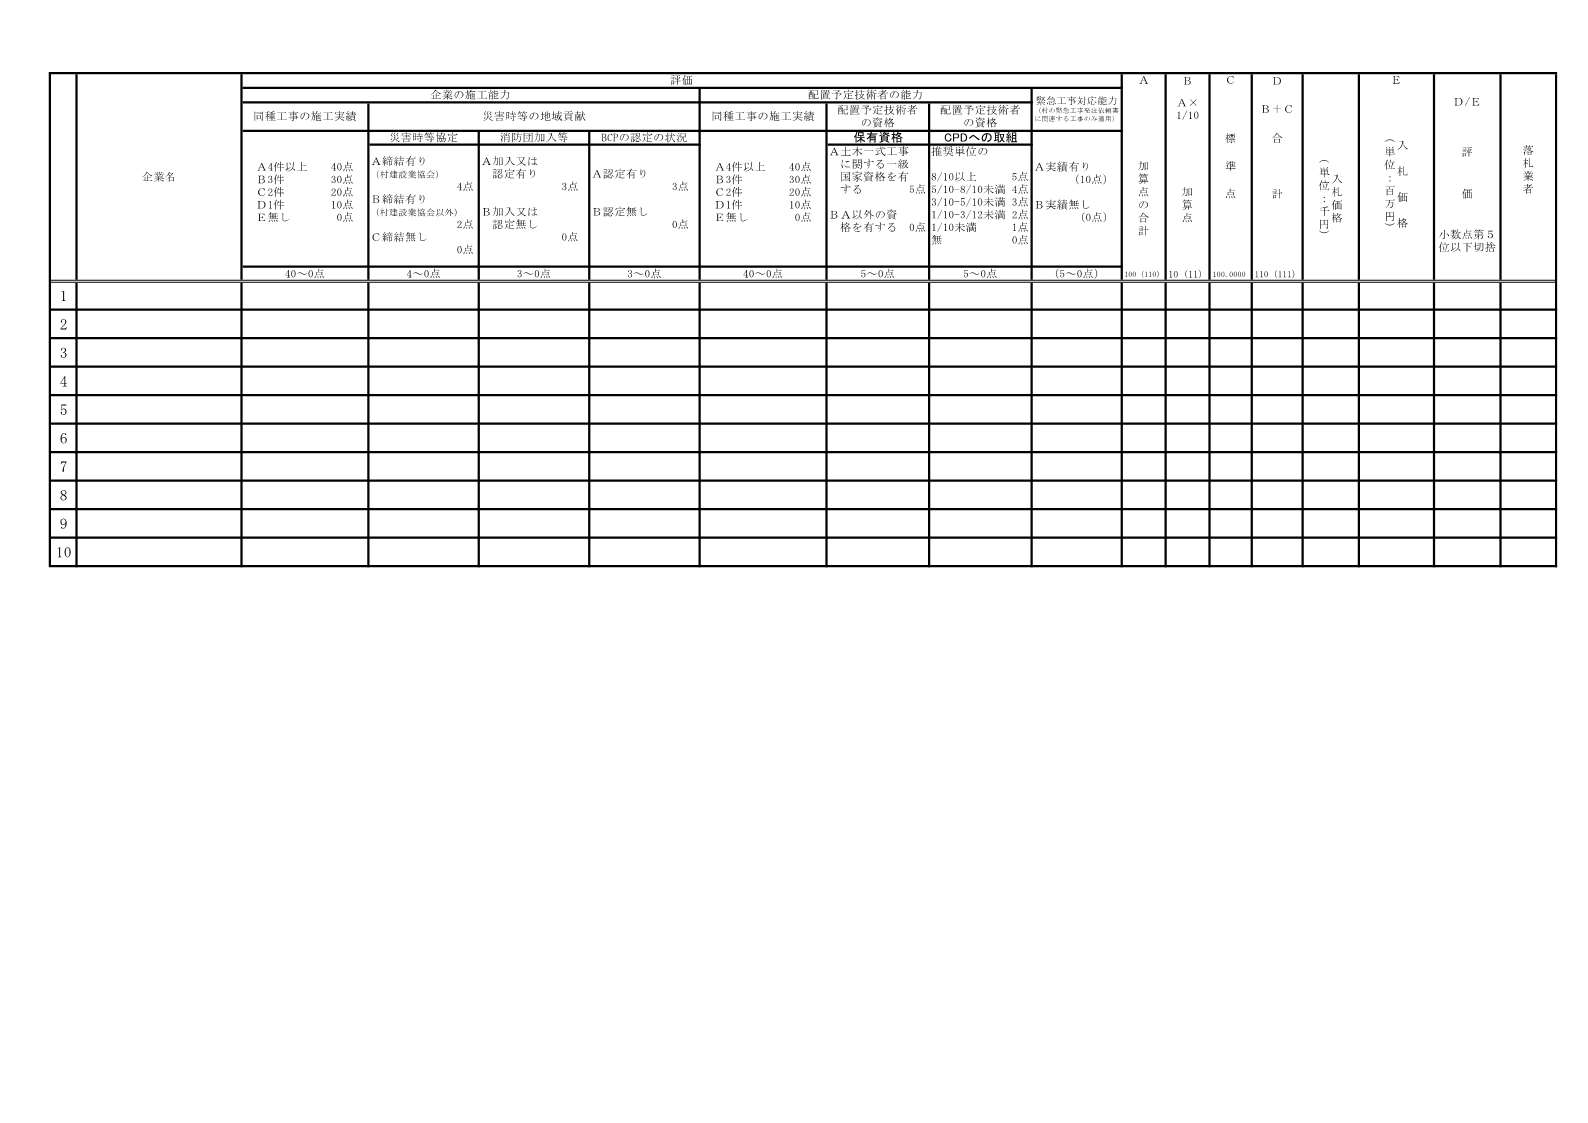 評価
企業の施工能力
配置予定技術者の能力
緊急工事対応能力
(村の緊急工事発注依頼書
に関連する工事のみ適用)
同種工事の施工実績
災害時等の地域貢献
同種工事の施工実績
配置予定技術者
の資格
配置予定技術者
の資格
災害時等協定
消防団加入等
BCPの認定の状況
保有資格
CPDへの取組
企業名
A4件以上 40点
B3件 30点
C2件 20点
D1件 10点
E無し 0点
A締結有り
(村建設業協会)
4点
B締結有り
(村建設業協会以外)
2点
C締結無し
0点
A加入又は
認定有り
3点
B加入又は
認定無し
0点
A認定有り
3点
B認定無し
0点
A4件以上 40点
B3件 30点
C2件 20点
D1件 10点
E無し 0点
A土木一式工事
に関する一級
国家資格を有
する 5点
BA以外の資
格を有する 0点
推奨単位の
8/10以上 5点
5/10-8/10未満 4点
3/10-5/10未満 3点
1/10-3/12未満 2点
1/10未満 1点
無 0点
A実績有り
(10点)
B実績無し
(0点)
40～0点
4～0点
3～0点
3～0点
40～0点
5～0点
5～0点
(5～0点)
A
加算点の合計
100 (110)
B
A×
1/10
加算点
10 (11)
C
標準点
100.0000
D
B+C
合計
110 (111)
入札価格
(単位:千円)
E
入札価格
(単位:百万円)
D/E
評価
小数点第5
位以下切捨
落札業者
1
2
3
4
5
6
7
8
9
10